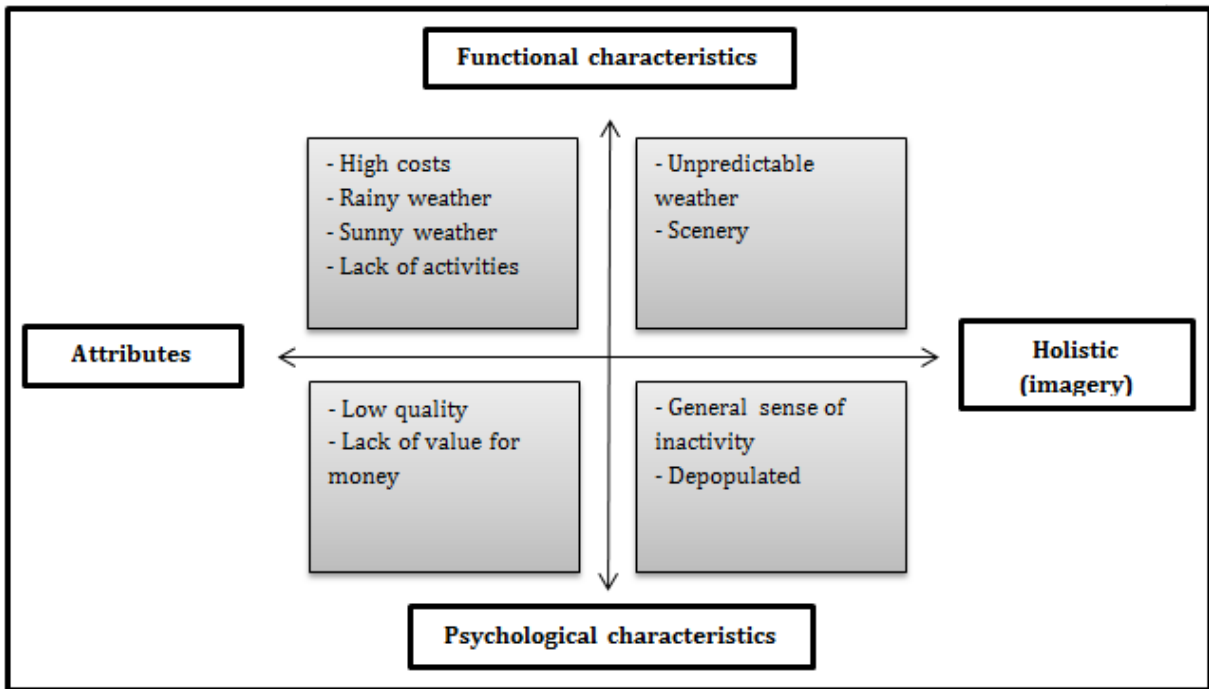 Functional characteristics
- High costs
- Rainy weather
- Sunny weather
- Lack of activities
- Unpredictable
weather
- Scenery
Attributes
Holistic
(imagery)
- Low quality
- Lack of value for
money
- General sense of
inactivity
- Depopulated
Psychological characteristics